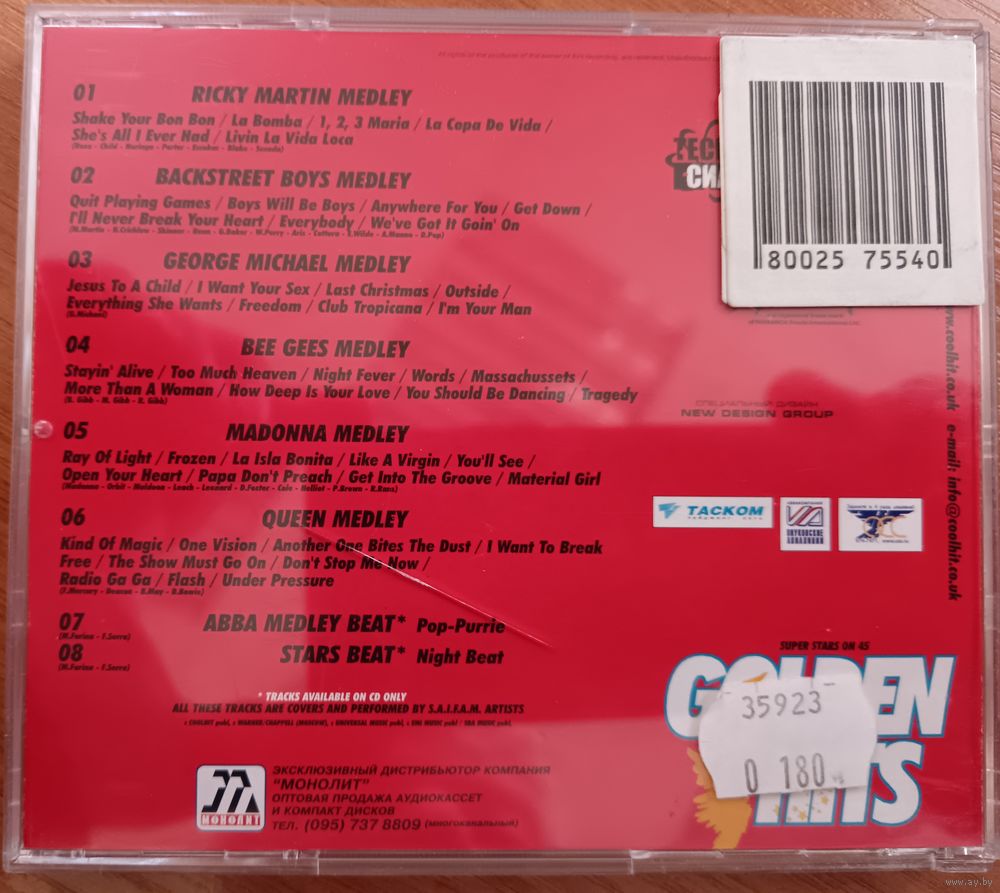 01 RICKY MARTIN MEDLEY
Shake Your Bon Bon / La Bomba / 1, 2, 3 Maria / La Copa De Vida /
She's All I Ever Had / Livin La Vida Loca
02 BACKSTREET BOYS MEDLEY
Quit Playing Games / Boys Will Be Boys / Anywhere For You / Get Down /
I'll Never Break Your Heart / Everybody / We've Got It Goin' On
03 GEORGE MICHAEL MEDLEY
Jesus To A Child / I Want Your Sex / Last Christmas / Outside /
Everything She Wants / Freedom / Club Tropicana / I'm Your Man
(G.Michael)
04 BEE GEES MEDLEY
Stayin' Alive / Too Much Heaven / Night Fever / Words / Massachussets /
More Than A Woman / How Deep Is Your Love / You Should Be Dancing / Tragedy
(B. Gibb - M. Gibb - R. Gibb)
05 MADONNA MEDLEY
Ray Of Light / Frozen / La Isla Bonita / Like A Virgin / You'll See /
Open Your Heart / Papa Don't Preach / Get Into The Groove / Material Girl
06 QUEEN MEDLEY
Kind Of Magic / One Vision / Another One Bites The Dust / I Want To Break
Free / The Show Must Go On / Don't Stop Me Now /
Radio Ga Ga / Flash / Under Pressure
(F.Mercury - Deacon - B.May - D.Bowie)
07 ABBA MEDLEY BEAT* Pop-Purrie
(M.Farina - F.Serra)
08 STARS BEAT* Night Beat
(M.Farina - F.Serra)
* TRACKS AVAILABLE ON CD ONLY
ALL THESE TRACKS ARE COVERS AND PERFORMED BY S.A.I.F.A.M. ARTISTS
МОНОЛИТ
ЭКСКЛЮЗИВНЫЙ ДИСТРИБЬЮТОР КОМПАНИЯ
"МОНОЛИТ"
ОПТОВАЯ ПРОДАЖА АУДИОКАССЕТ
И КОМПАКТ ДИСКОВ
ТЕЛ. (095) 737 8809 (многоканальный)
80025 75540
www.coolhit.co.uk e-mail: info@coolhit.co.uk
СПЕЦИАЛЬНЫЙ ДИЗАЙН
NEW DESIGN GROUP
ТАСКОМ
SUPER STARS ON 45
GOLDEN
HITS
35923
0 180
www.ay.by